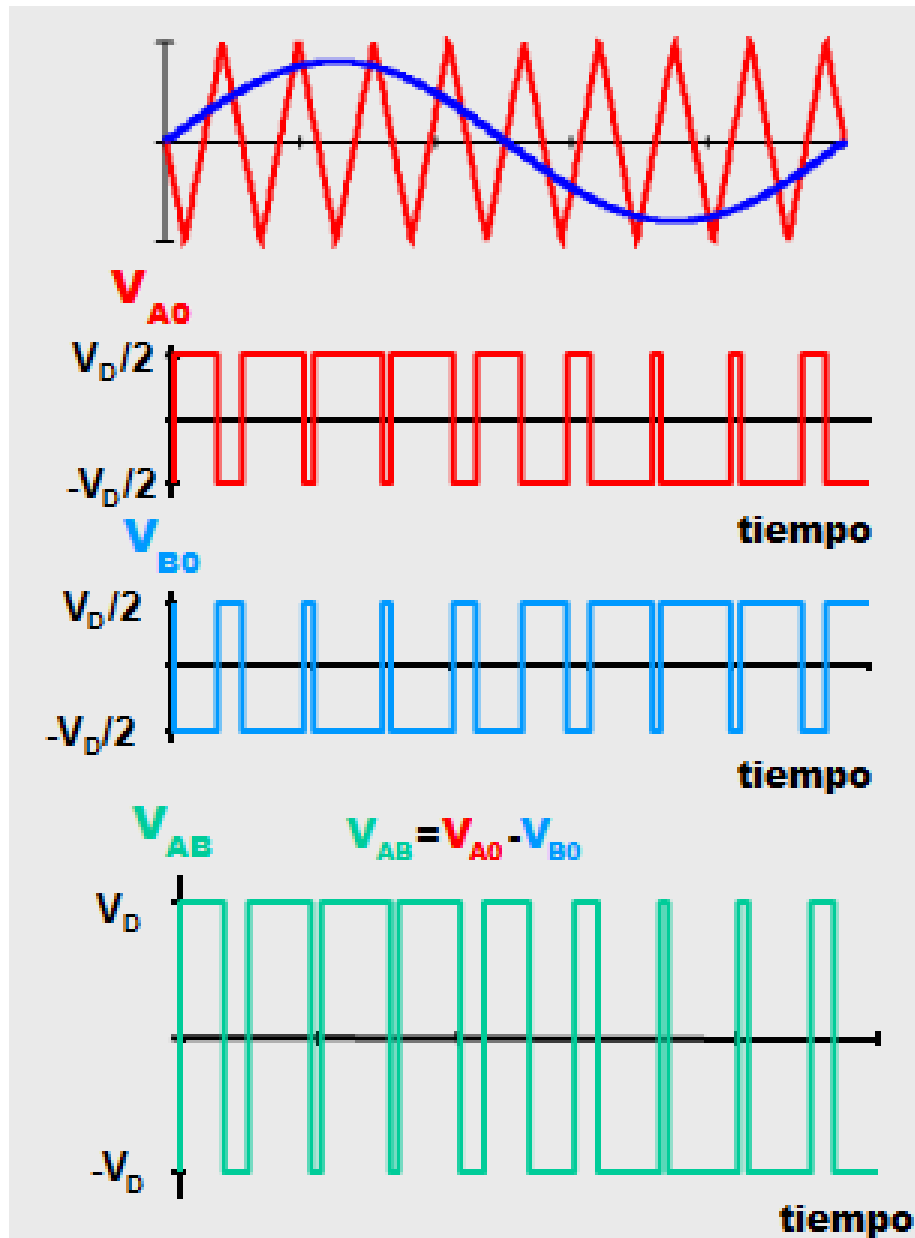 VA0
VD/2
-VD/2
tiempo
VB0
VD/2
-VD/2
tiempo
VAB
VAB=VA0-VB0
VD
-VD
tiempo